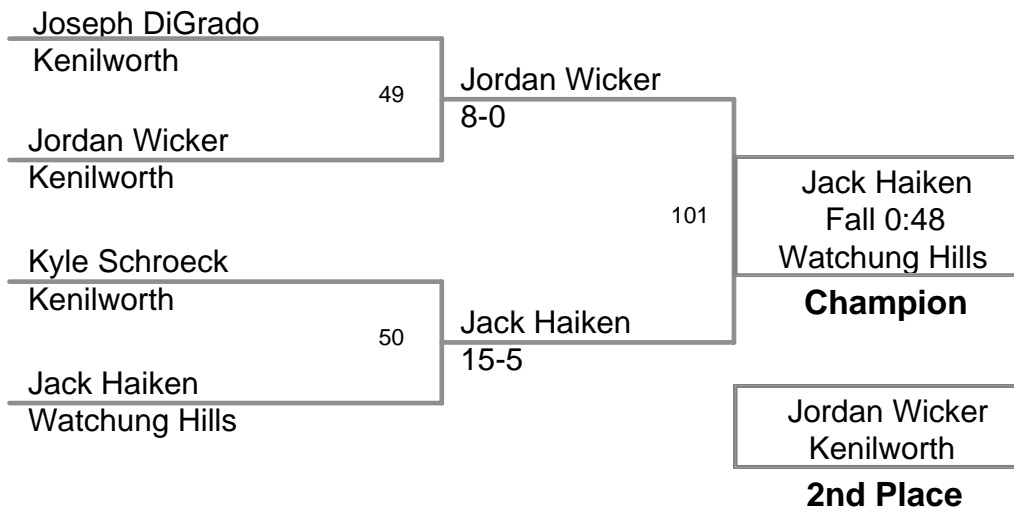 Joseph DiGrado
Kenilworth
49
Jordan Wicker
8-0
Jordan Wicker
Kenilworth
Jack Haiken
Fall 0:48
Watchung Hills
Champion
101
Kyle Schroeck
Kenilworth
50
Jack Haiken
15-5
Jack Haiken
Watchung Hills
Jordan Wicker
Kenilworth
2nd Place